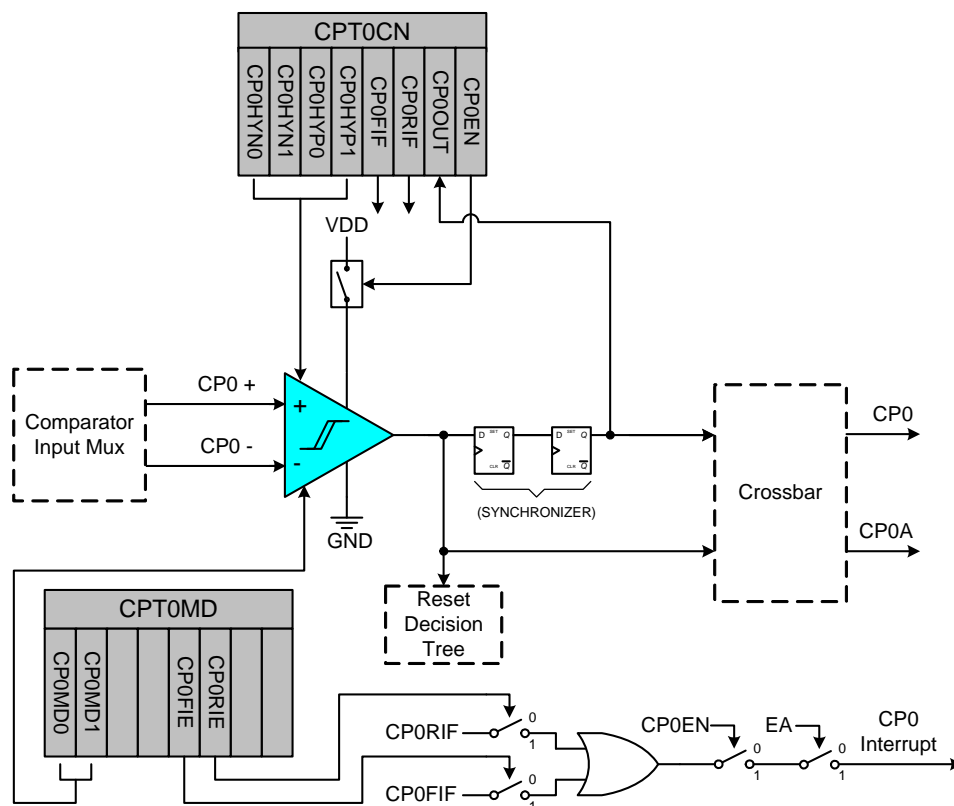 CPT0CN
CP0HYN0
CP0HYN1
CP0HYP0
CP0HYP1
CP0FIF
CP0RIF
CP0OUT
CP0EN
VDD
Comparator
Input Mux
CP0 +
CP0 -
+
-
GND
D SET Q
CLR Q
D SET Q
CLR Q
(SYNCHRONIZER)
Crossbar
CP0
CP0A
Reset
Decision
Tree
CPT0MD
CP0MD0
CP0MD1
CP0FIE
CP0RIE
CP0RIF
0
1
CP0FIF
0
1
CP0EN
0
1
EA
0
1
CP0
Interrupt